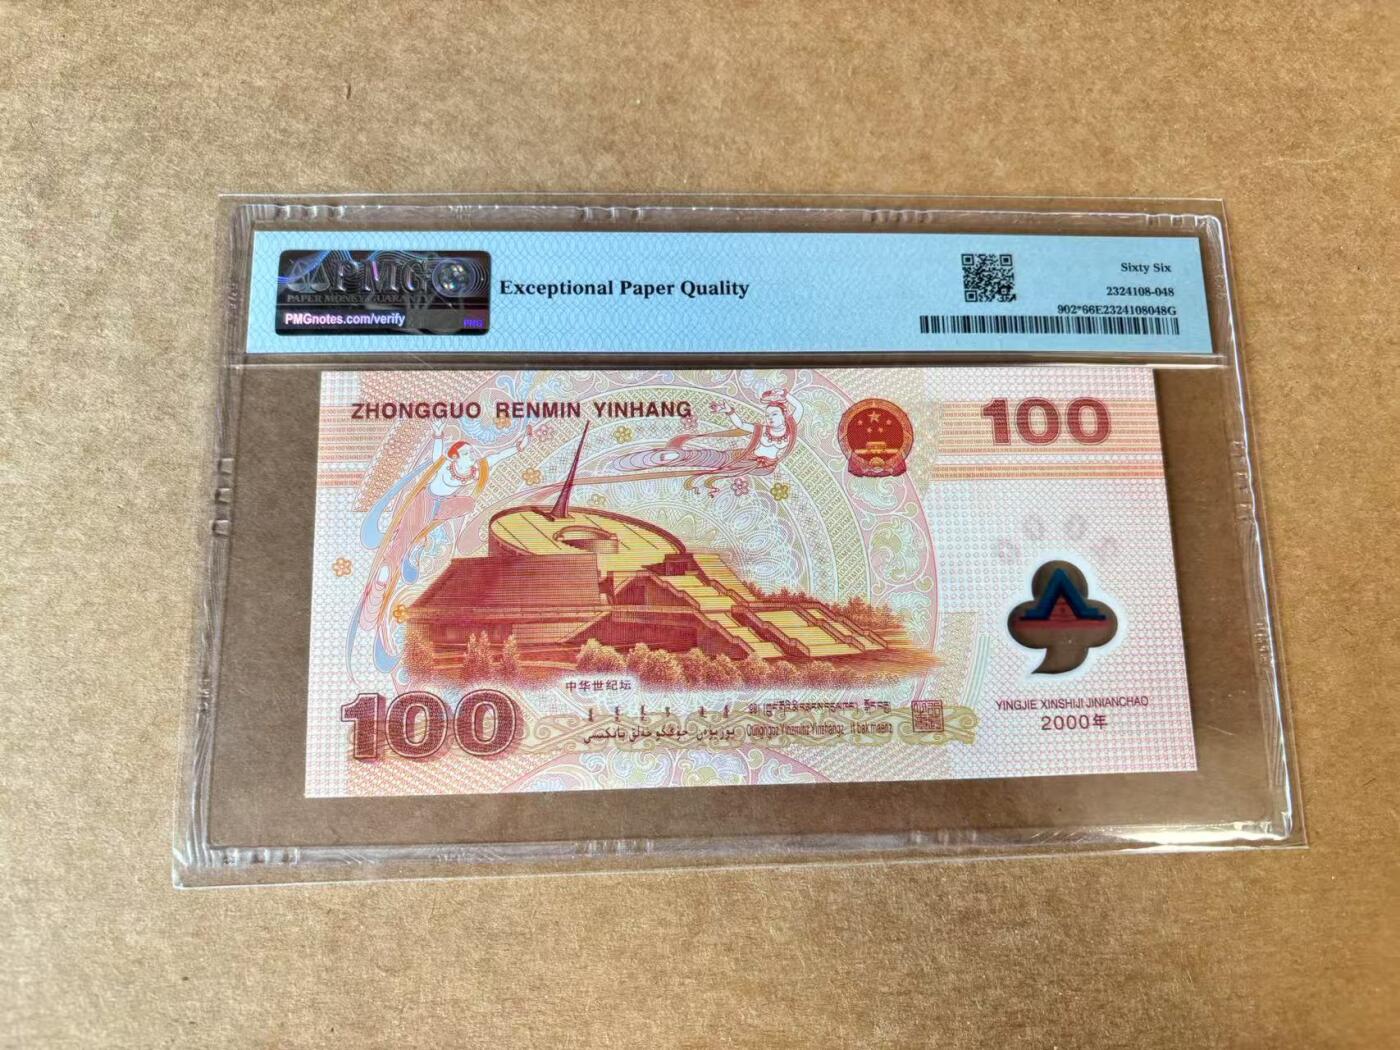 PMG
PAPER MONEY GUARANTY
PMGnotes.com/verify
PMG
Exceptional Paper Quality
Sixty Six
2324108-048
902*66E2324108048G
ZHONGGUO RENMIN YINHANG
100
中华世纪坛
100
YINGJIE XINSHIJI JINIANCHAO
2000年